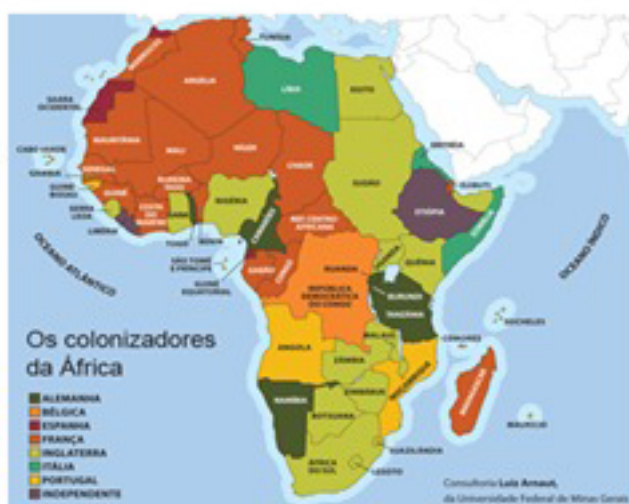 TUNÍSIA
MARROCOS
ARGÉLIA
LÍBIA
EGITO
SAARA
OCIDENTAL
MAURITÂNIA
MALI
NÍGER
CHADE
SUDÃO
ERITRÉIA
DJIBUTI
CABO VERDE
SENEGAL
GÂMBIA
GUINÉ
BISSAU
GUINÉ
SERRA
LEOA
LIBÉRIA
COSTA
DO
MARFIM
BURKINA
FASO
GANA
TOGO
BENIN
NIGÉRIA
CAMARÕES
REP. CENTRO
AFRICANA
ETIÓPIA
SOMÁLIA
OCEANO ATLÂNTICO
OCEANO ÍNDICO
SÃO TOMÉ
E PRÍNCIPE
GUINÉ
EQUATORIAL
GABÃO
CONGO
UGANDA
QUÊNIA
RUANDA
REPÚBLICA
DEMOCRÁTICA
DO CONGO
BURUNDI
TANZÂNIA
SEICHELES
COMORES
ANGOLA
ZÂMBIA
MALAUÍ
MOÇAMBIQUE
ZIMBÁBUE
MADAGASCAR
MAURÍCIO
NAMÍBIA
BOTSUANA
SUAZILÂNDIA
LESOTO
ÁFRICA
DO SUL
Os colonizadores
da África
ALEMANHA
BÉLGICA
ESPANHA
FRANÇA
INGLATERRA
ITÁLIA
PORTUGAL
INDEPENDENTE
Consultoria Luiz Arnaut,
da Universidade Federal de Minas Gerais